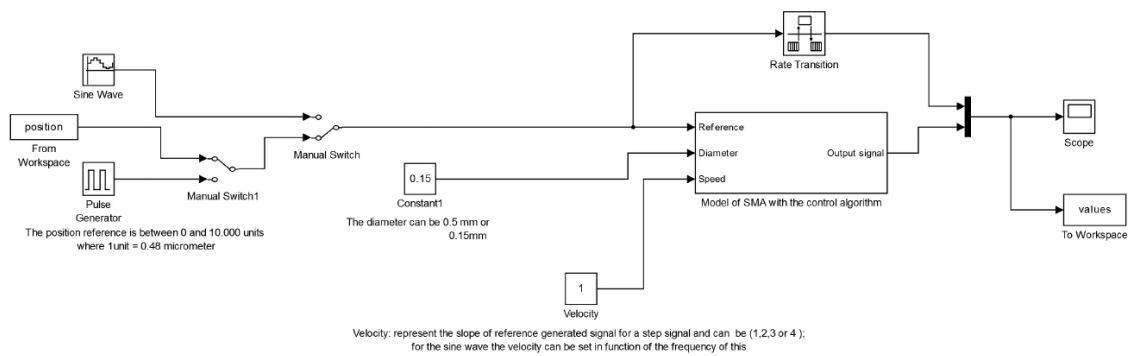 Rate Transition
Sine Wave
position
From
Workspace
Manual Switch
Reference
Diameter
Speed
Output signal
Scope
Pulse
Generator
Manual Switch1
0.15
Constant1
Model of SMA with the control algorithm
values
To Workspace
The position reference is between 0 and 10.000 units
where 1unit = 0.48 micrometer
The diameter can be 0.5 mm or
0.15mm
1
Velocity
Velocity: represent the slope of reference generated signal for a step signal and can be (1,2,3 or 4 );
for the sine wave the velocity can be set in function of the frequency of this